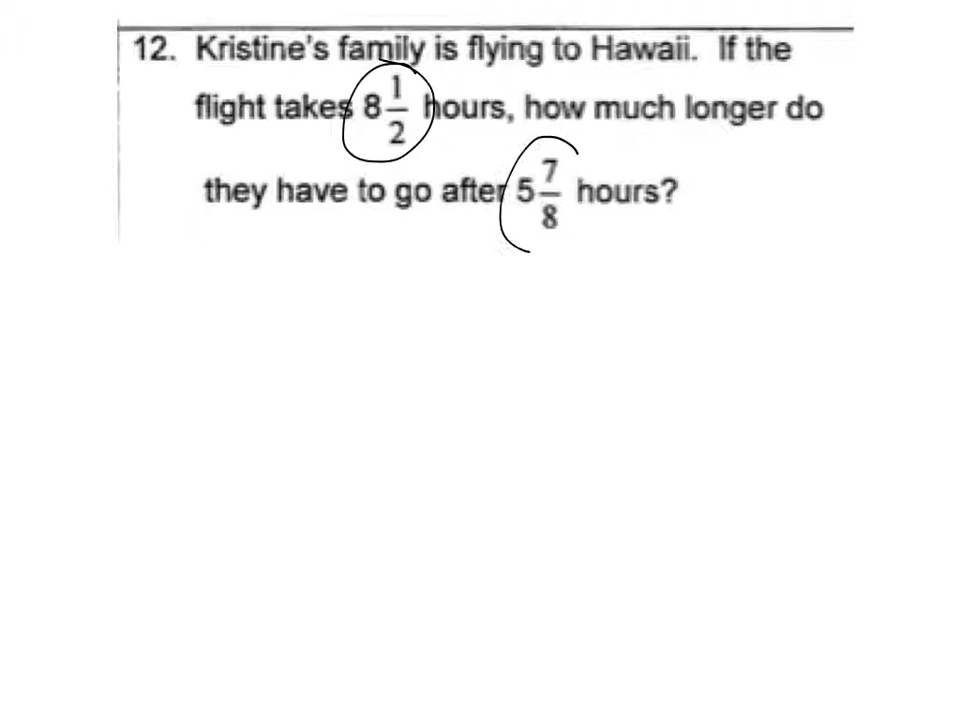 12. Kristine's family is flying to Hawaii. If the
flight takes 8 1/2 hours, how much longer do
they have to go after 5 7/8 hours?